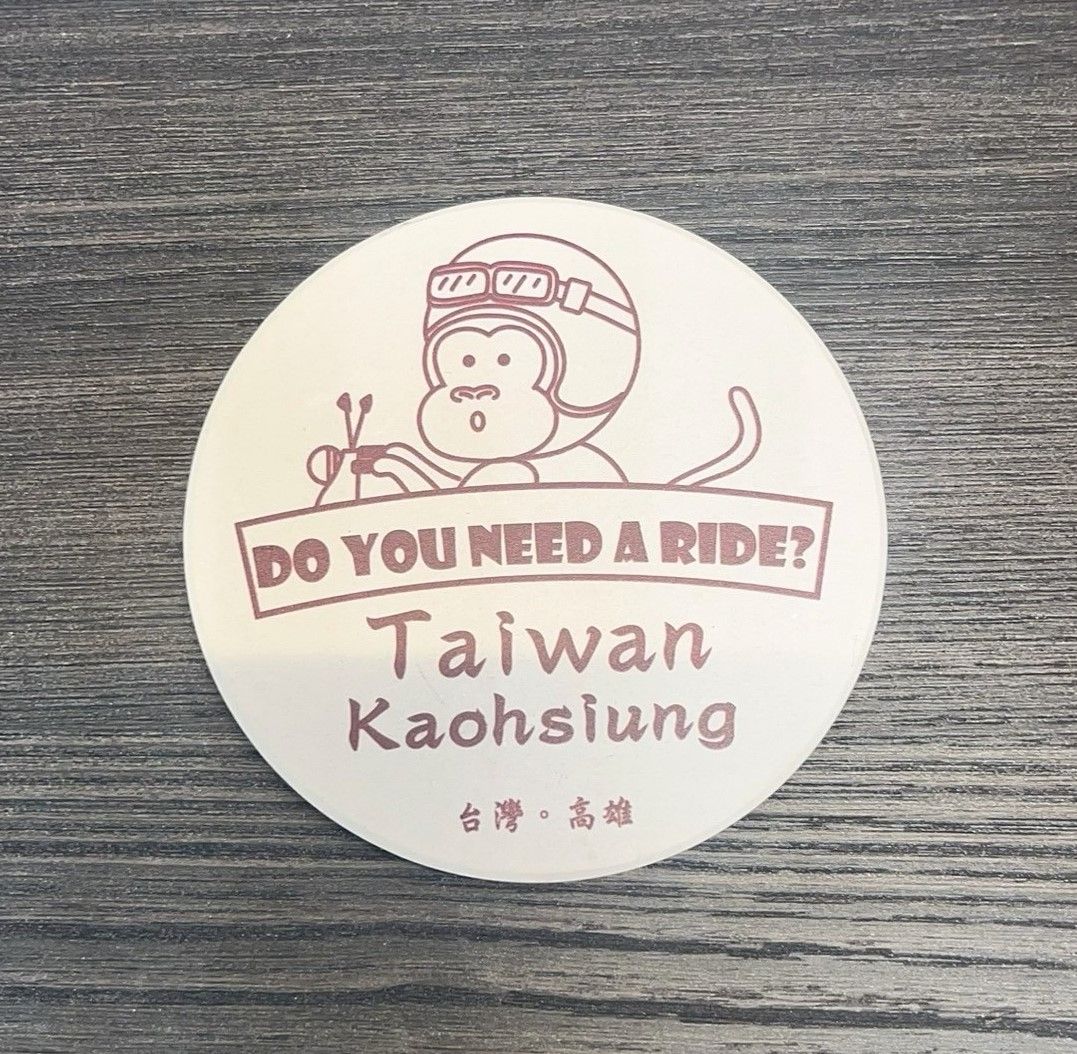 DO YOU NEED A RIDE?
Taiwan
Kaohsiung
台灣。高雄